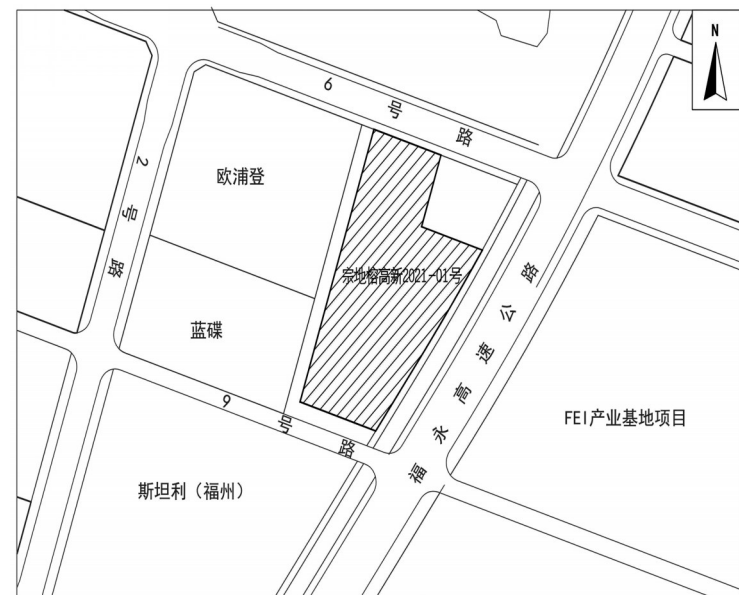 N
6号路
2号路
欧浦登
宗地榕高新2021-01号
蓝碟
福永高速公路
9号路
FEI产业基地项目
斯坦利（福州）